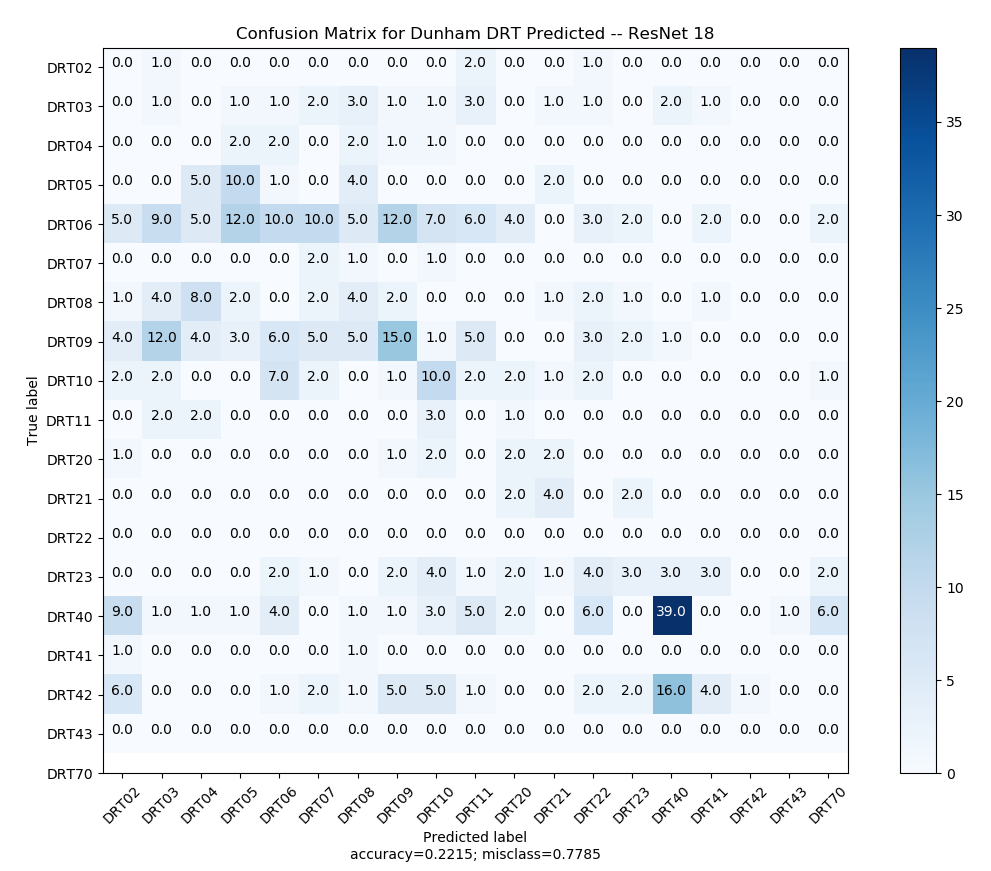 Confusion Matrix for Dunham DRT Predicted -- ResNet 18
DRT02 0.0 1.0 0.0 0.0 0.0 0.0 0.0 0.0 0.0 2.0 0.0 0.0 1.0 0.0 0.0 0.0 0.0 0.0 0.0
DRT03 0.0 1.0 0.0 1.0 1.0 2.0 3.0 1.0 1.0 3.0 0.0 1.0 1.0 0.0 2.0 1.0 0.0 0.0 0.0
DRT04 0.0 0.0 0.0 2.0 2.0 0.0 2.0 1.0 1.0 0.0 0.0 0.0 0.0 0.0 0.0 0.0 0.0 0.0 0.0
DRT05 0.0 0.0 5.0 10.0 1.0 0.0 4.0 0.0 0.0 0.0 0.0 2.0 0.0 0.0 0.0 0.0 0.0 0.0 0.0
DRT06 5.0 9.0 5.0 12.0 10.0 10.0 5.0 12.0 7.0 6.0 4.0 0.0 3.0 2.0 0.0 2.0 0.0 0.0 2.0
DRT07 0.0 0.0 0.0 0.0 0.0 2.0 1.0 0.0 1.0 0.0 0.0 0.0 0.0 0.0 0.0 0.0 0.0 0.0 0.0
DRT08 1.0 4.0 8.0 2.0 0.0 2.0 4.0 2.0 0.0 0.0 0.0 1.0 2.0 1.0 0.0 1.0 0.0 0.0 0.0
DRT09 4.0 12.0 4.0 3.0 6.0 5.0 5.0 15.0 1.0 5.0 0.0 0.0 3.0 2.0 1.0 0.0 0.0 0.0 0.0
DRT10 2.0 2.0 0.0 0.0 7.0 2.0 0.0 1.0 10.0 2.0 2.0 1.0 2.0 0.0 0.0 0.0 0.0 0.0 1.0
DRT11 0.0 2.0 2.0 0.0 0.0 0.0 0.0 0.0 3.0 0.0 1.0 0.0 0.0 0.0 0.0 0.0 0.0 0.0 0.0
DRT20 1.0 0.0 0.0 0.0 0.0 0.0 0.0 1.0 2.0 0.0 2.0 2.0 0.0 0.0 0.0 0.0 0.0 0.0 0.0
DRT21 0.0 0.0 0.0 0.0 0.0 0.0 0.0 0.0 0.0 0.0 2.0 4.0 0.0 2.0 0.0 0.0 0.0 0.0 0.0
DRT22 0.0 0.0 0.0 0.0 0.0 0.0 0.0 0.0 0.0 0.0 0.0 0.0 0.0 0.0 0.0 0.0 0.0 0.0 0.0
DRT23 0.0 0.0 0.0 0.0 2.0 1.0 0.0 2.0 4.0 1.0 2.0 1.0 4.0 3.0 3.0 3.0 0.0 0.0 2.0
DRT40 9.0 1.0 1.0 1.0 4.0 0.0 1.0 1.0 3.0 5.0 2.0 0.0 6.0 0.0 39.0 0.0 0.0 1.0 6.0
DRT41 1.0 0.0 0.0 0.0 0.0 0.0 1.0 0.0 0.0 0.0 0.0 0.0 0.0 0.0 0.0 0.0 0.0 0.0 0.0
DRT42 6.0 0.0 0.0 0.0 1.0 2.0 1.0 5.0 5.0 1.0 0.0 0.0 2.0 2.0 16.0 4.0 1.0 0.0 0.0
DRT43 0.0 0.0 0.0 0.0 0.0 0.0 0.0 0.0 0.0 0.0 0.0 0.0 0.0 0.0 0.0 0.0 0.0 0.0 0.0
DRT70
True label
DRT02 DRT03 DRT04 DRT05 DRT06 DRT07 DRT08 DRT09 DRT10 DRT11 DRT20 DRT21 DRT22 DRT23 DRT40 DRT41 DRT42 DRT43 DRT70
Predicted label
accuracy=0.2215; misclass=0.7785
35
30
25
20
15
10
5
0